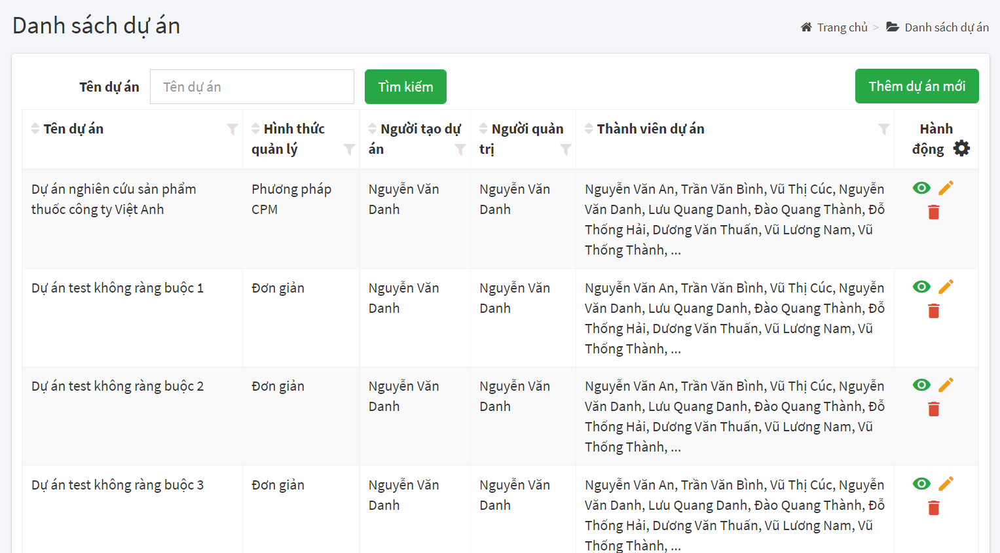 Danh sách dự án
Trang chủ > Danh sách dự án
Tên dự án Tên dự án Tìm kiếm Thêm dự án mới
Tên dự án
Hình thức
quản lý
Người tạo dự
án
Người quản
trị
Thành viên dự án
Hành
động
Dự án nghiên cứu sản phẩm
thuốc công ty Việt Anh
Phương pháp
CPM
Nguyễn Văn
Danh
Nguyễn Văn
Danh
Nguyễn Văn An, Trần Văn Bình, Vũ Thị Cúc, Nguyễn
Văn Danh, Lưu Quang Danh, Đào Quang Thành, Đỗ
Thống Hải, Dương Văn Thuấn, Vũ Lương Nam, Vũ
Thống Thành, ...
Dự án test không ràng buộc 1
Đơn giản
Nguyễn Văn
Danh
Nguyễn Văn
Danh
Nguyễn Văn An, Trần Văn Bình, Vũ Thị Cúc, Nguyễn
Văn Danh, Lưu Quang Danh, Đào Quang Thành, Đỗ
Thống Hải, Dương Văn Thuấn, Vũ Lương Nam, Vũ
Thống Thành, ...
Dự án test không ràng buộc 2
Đơn giản
Nguyễn Văn
Danh
Nguyễn Văn
Danh
Nguyễn Văn An, Trần Văn Bình, Vũ Thị Cúc, Nguyễn
Văn Danh, Lưu Quang Danh, Đào Quang Thành, Đỗ
Thống Hải, Dương Văn Thuấn, Vũ Lương Nam, Vũ
Thống Thành, ...
Dự án test không ràng buộc 3
Đơn giản
Nguyễn Văn
Danh
Nguyễn Văn
Danh
Nguyễn Văn An, Trần Văn Bình, Vũ Thị Cúc, Nguyễn
Văn Danh, Lưu Quang Danh, Đào Quang Thành, Đỗ
Thống Hải, Dương Văn Thuấn, Vũ Lương Nam, Vũ
Thống Thành, ...